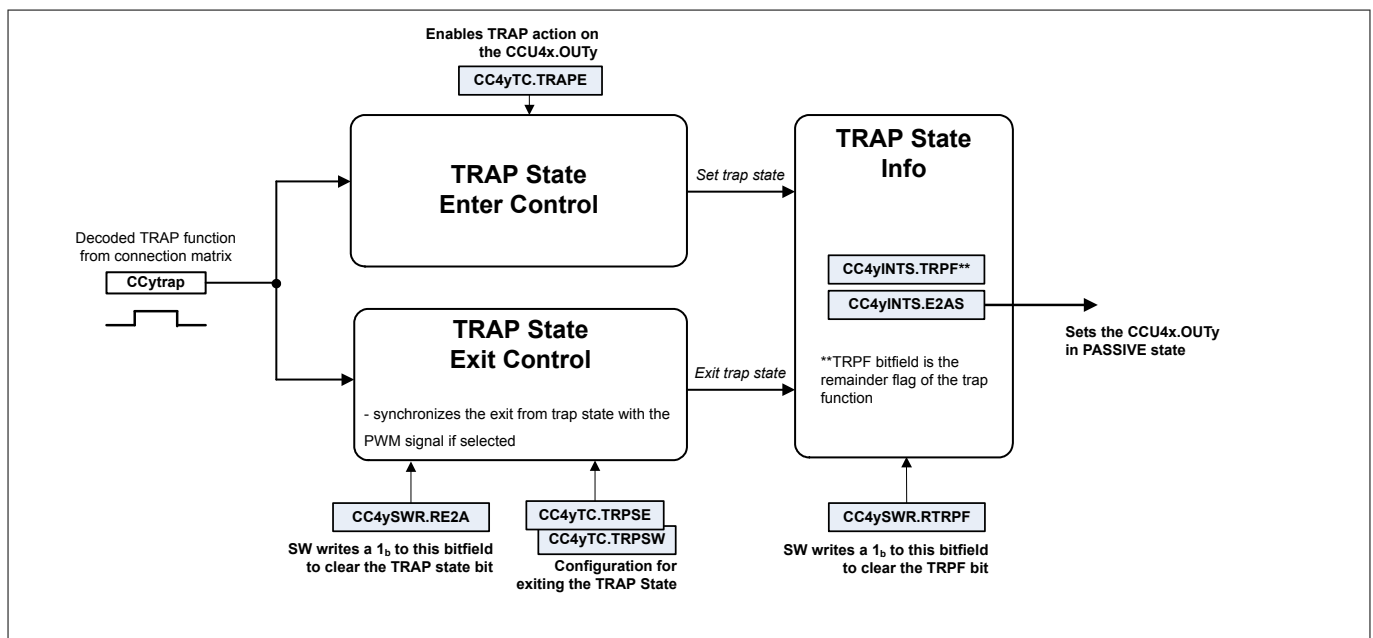 Enables TRAP action on
the CCU4x.OUTy
CC4yTC.TRAPE
TRAP State
Enter Control
Set trap state
TRAP State
Info
Decoded TRAP function
from connection matrix
CCytrap
CC4yINTS.TRPF**
CC4yINTS.E2AS
Sets the CCU4x.OUTy
in PASSIVE state
**TRPF bitfield is the
remainder flag of the trap
function
TRAP State
Exit Control
- synchronizes the exit from trap state with the
PWM signal if selected
Exit trap state
CC4ySWR.RE2A
SW writes a 1b to this bitfield
to clear the TRAP state bit
CC4yTC.TRPSE
CC4yTC.TRPSW
Configuration for
exiting the TRAP State
CC4ySWR.RTRPF
SW writes a 1b to this bitfield
to clear the TRPF bit